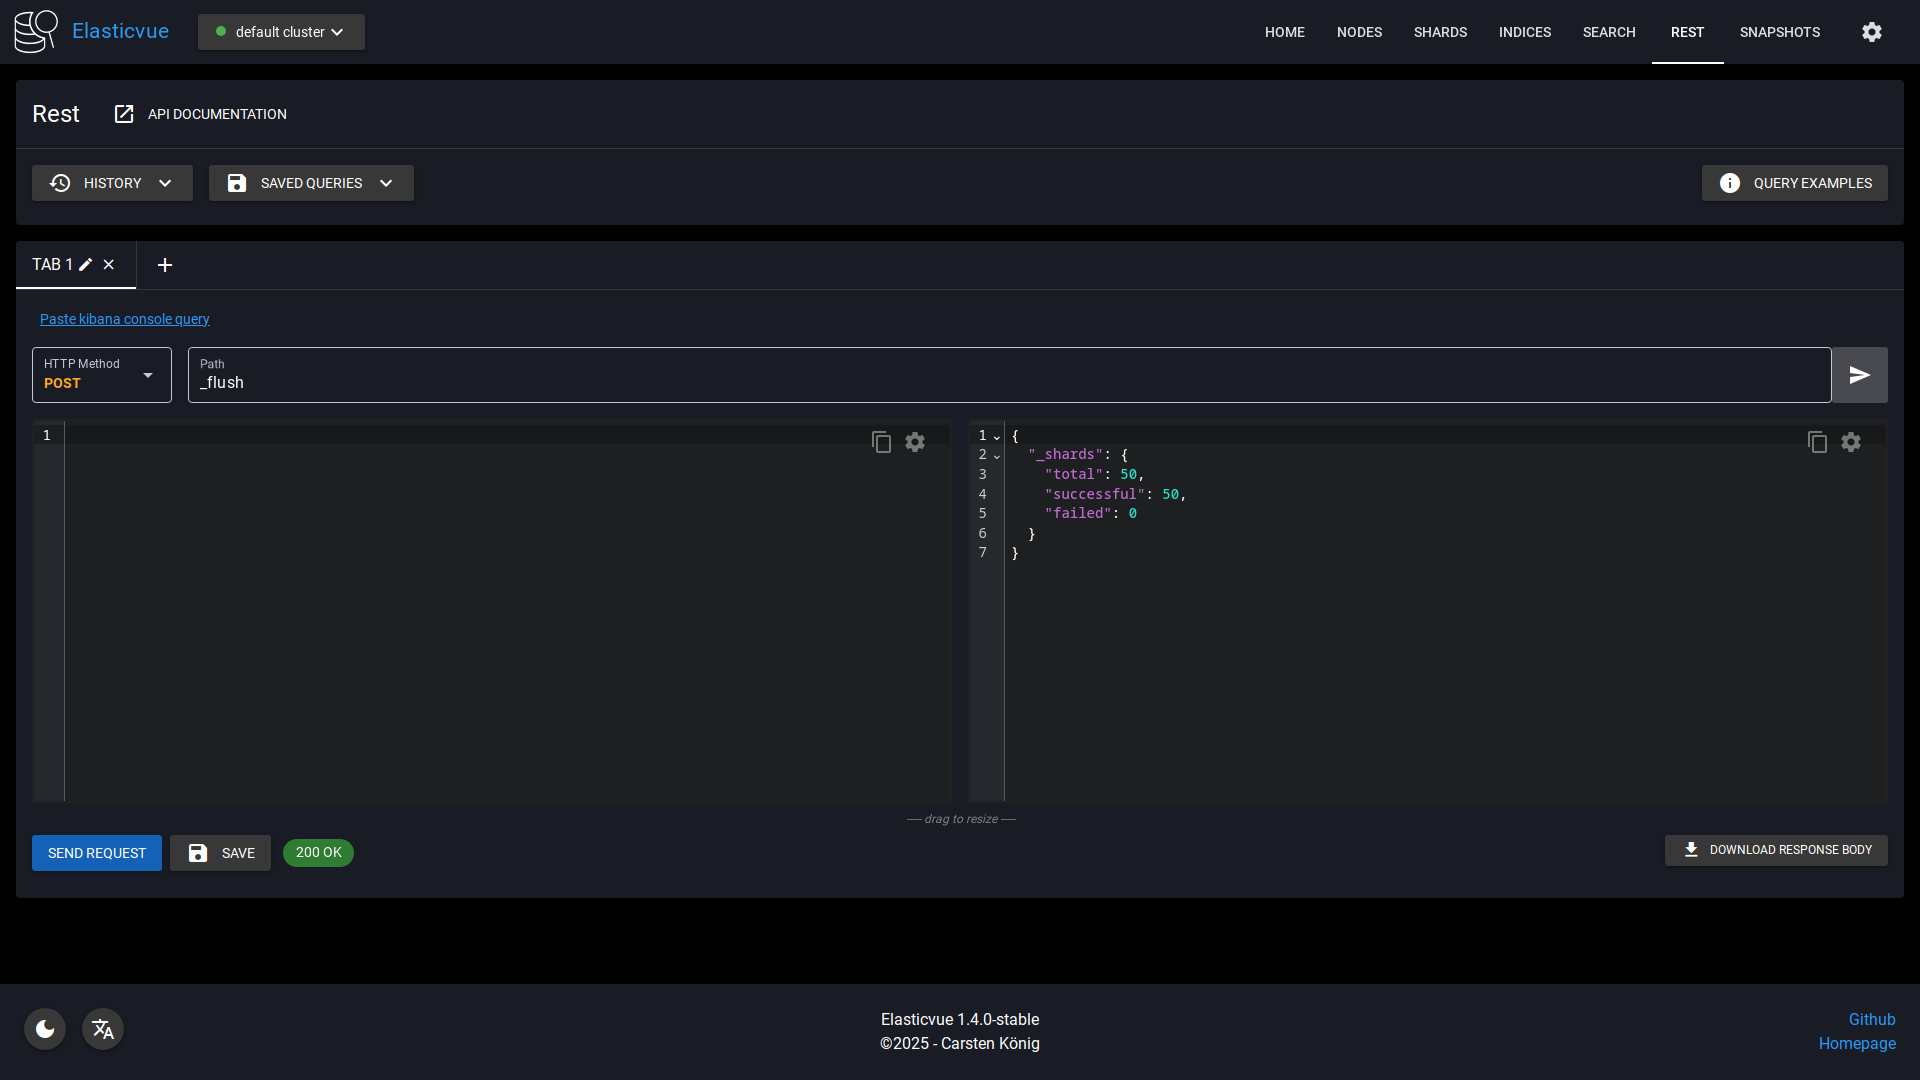 Elasticvue
default cluster
HOME
NODES
SHARDS
INDICES
SEARCH
REST
SNAPSHOTS
Rest
API DOCUMENTATION
HISTORY
SAVED QUERIES
QUERY EXAMPLES
TAB 1
Paste kibana console query
HTTP Method
POST
Path
_flush
1
1 {
2 "_shards": {
3 "total": 50,
4 "successful": 50,
5 "failed": 0
6 }
7 }
drag to resize
SEND REQUEST
SAVE
200 OK
DOWNLOAD RESPONSE BODY
Elasticvue 1.4.0-stable
©2025 - Carsten König
Github
Homepage